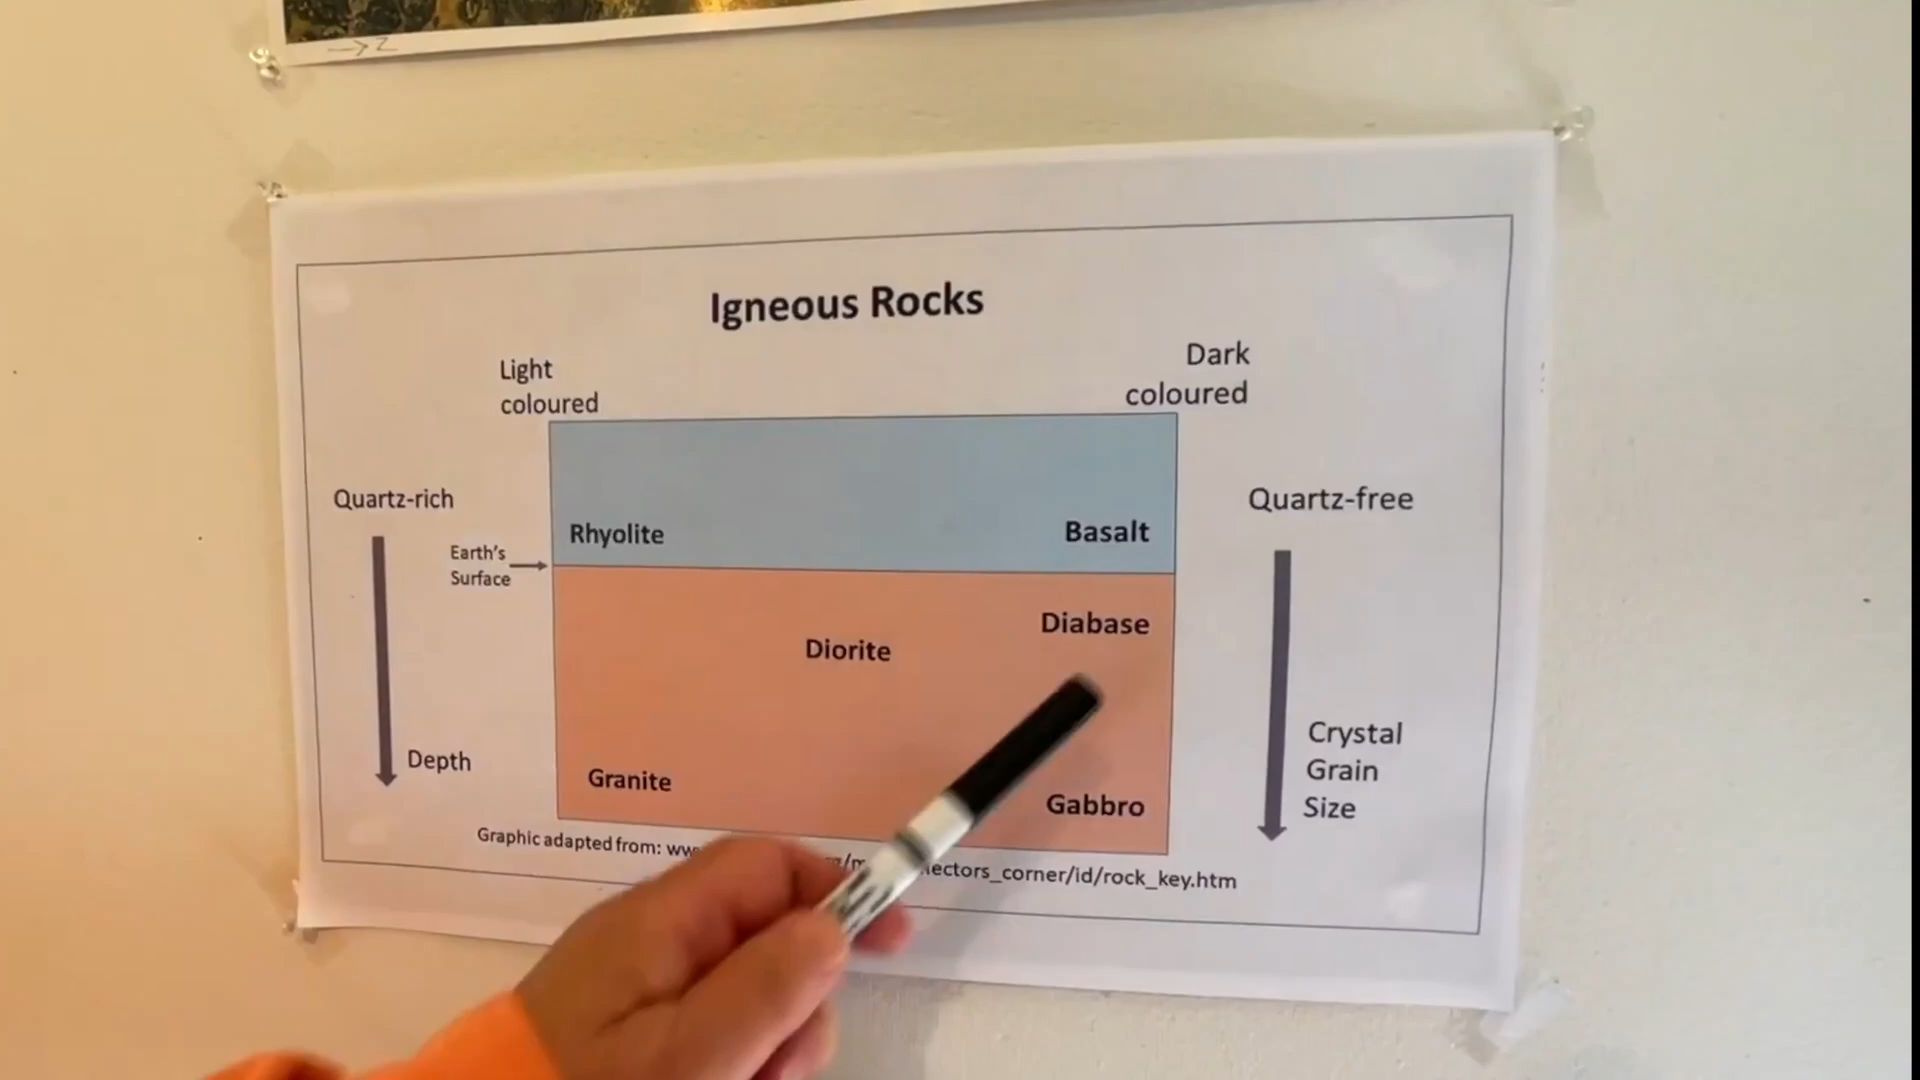 →Z
Igneous Rocks
Light
coloured
Dark
coloured
Quartz-rich
Quartz-free
Rhyolite
Basalt
Earth's
Surface
Diabase
Diorite
Crystal
Grain
Size
Depth
Granite
Gabbro
Graphic adapted from: /id/rock_key.htm